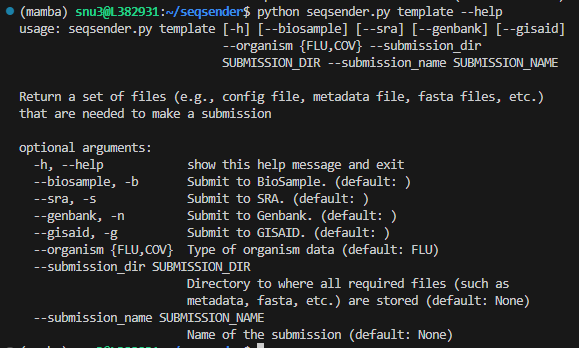 (mamba) snu3@L382931:~/seqsender$ python seqsender.py template --help
usage: seqsender.py template [-h] [--biosample] [--sra] [--genbank] [--gisaid]
--organism {FLU,COV} --submission_dir
SUBMISSION_DIR --submission_name SUBMISSION_NAME
Return a set of files (e.g., config file, metadata file, fasta files, etc.)
that are needed to make a submission
optional arguments:
-h, --help show this help message and exit
--biosample, -b Submit to BioSample. (default: )
--sra, -s Submit to SRA. (default: )
--genbank, -n Submit to Genbank. (default: )
--gisaid, -g Submit to GISAID. (default: )
--organism {FLU,COV} Type of organism data (default: FLU)
--submission_dir SUBMISSION_DIR
Directory to where all required files (such as
metadata, fasta, etc.) are stored (default: None)
--submission_name SUBMISSION_NAME
Name of the submission (default: None)
(mamba) snu3@L382931:~/seqsender$